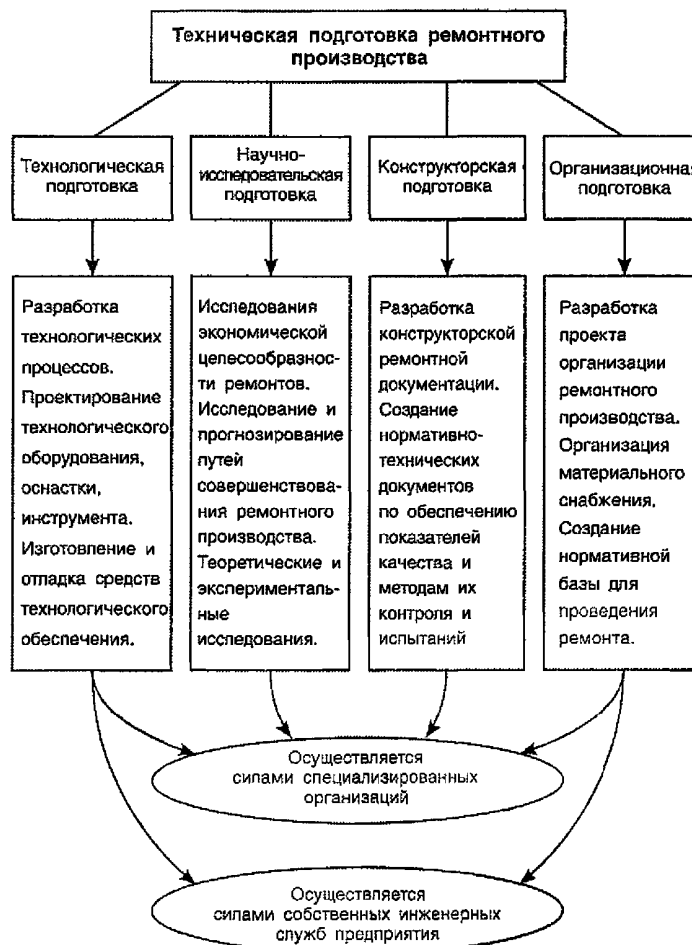 Техническая подготовка ремонтного
производства
Технологическая
подготовка
Научно-
исследовательская
подготовка
Конструкторская
подготовка
Организационная
подготовка
Разработка
технологических
процессов.
Проектирование
технологического
оборудования,
оснастки,
инструмента.
Изготовление и
отладка средств
технологического
обеспечения.
Исследования
экономической
целесообразнос-
ти ремонтов.
Исследование и
прогнозирование
путей
совершенствова-
ния ремонтного
производства.
Теоретические и
эксперименталь-
ные
исследования.
Разработка
конструкторской
ремонтной
документации.
Создание
нормативно-
технических
документов
по обеспечению
показателей
качества и
методам их
контроля и
испытаний
Разработка
проекта
организации
ремонтного
производства.
Организация
материального
снабжения.
Создание
нормативной
базы для
проведения
ремонта.
Осуществляется
силами специализированных
организаций
Осуществляется
силами собственных инженерных
служб предприятия